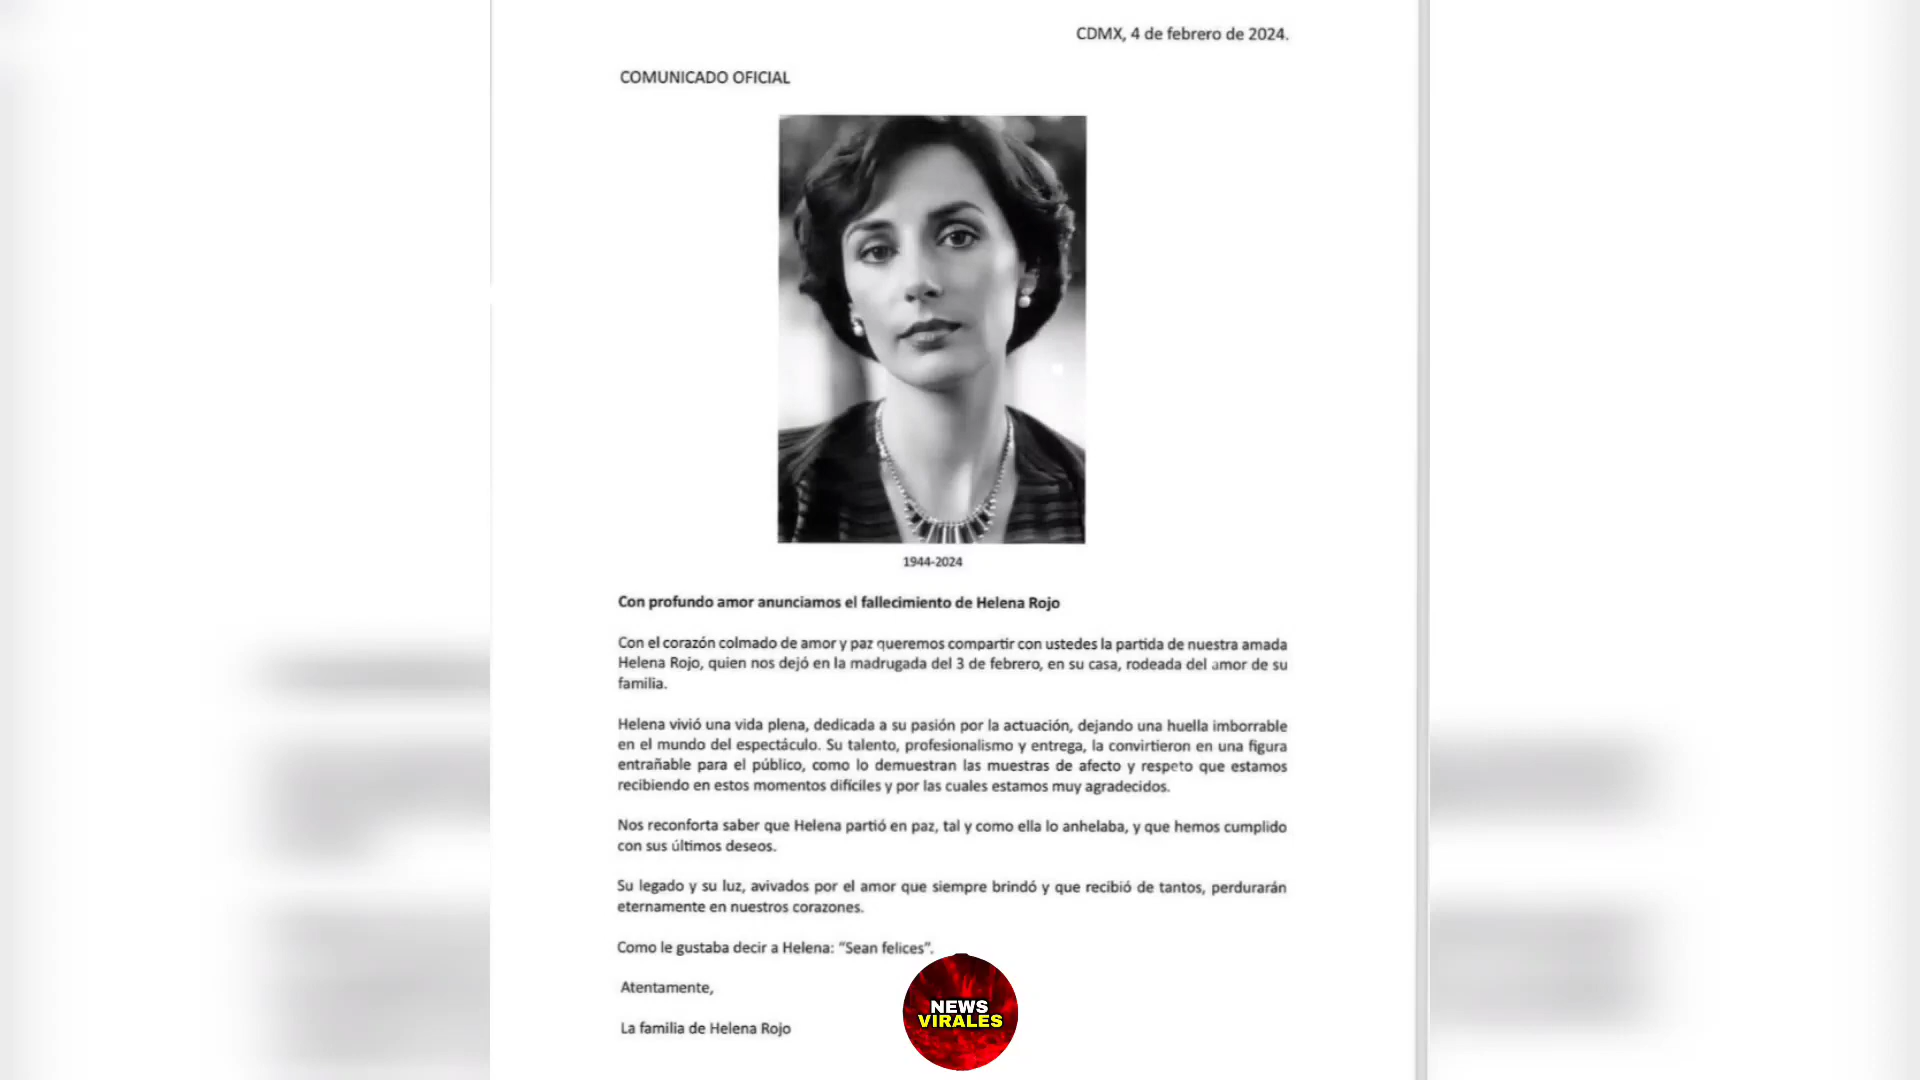 CDMX, 4 de febrero de 2024.
COMUNICADO OFICIAL
1944-2024
Con profundo amor anunciamos el fallecimiento de Helena Rojo
Con el corazón colmado de amor y paz queremos compartir con ustedes la partida de nuestra amada
Helena Rojo, quien nos dejó en la madrugada del 3 de febrero, en su casa, rodeada del amor de su
familia.
Helena vivió una vida plena, dedicada a su pasión por la actuación, dejando una huella imborrable
en el mundo del espectáculo. Su talento, profesionalismo y entrega, la convirtieron en una figura
entrañable para el público, como lo demuestran las muestras de afecto y respeto que estamos
recibiendo en estos momentos difíciles y por las cuales estamos muy agradecidos.
Nos reconforta saber que Helena partió en paz, tal y como ella lo anhelaba, y que hemos cumplido
con sus últimos deseos.
Su legado y su luz, avivados por el amor que siempre brindó y que recibió de tantos, perdurarán
eternamente en nuestros corazones.
Como le gustaba decir a Helena: “Sean felices”.
Atentamente,
La familia de Helena Rojo
NEWS
VIRALES